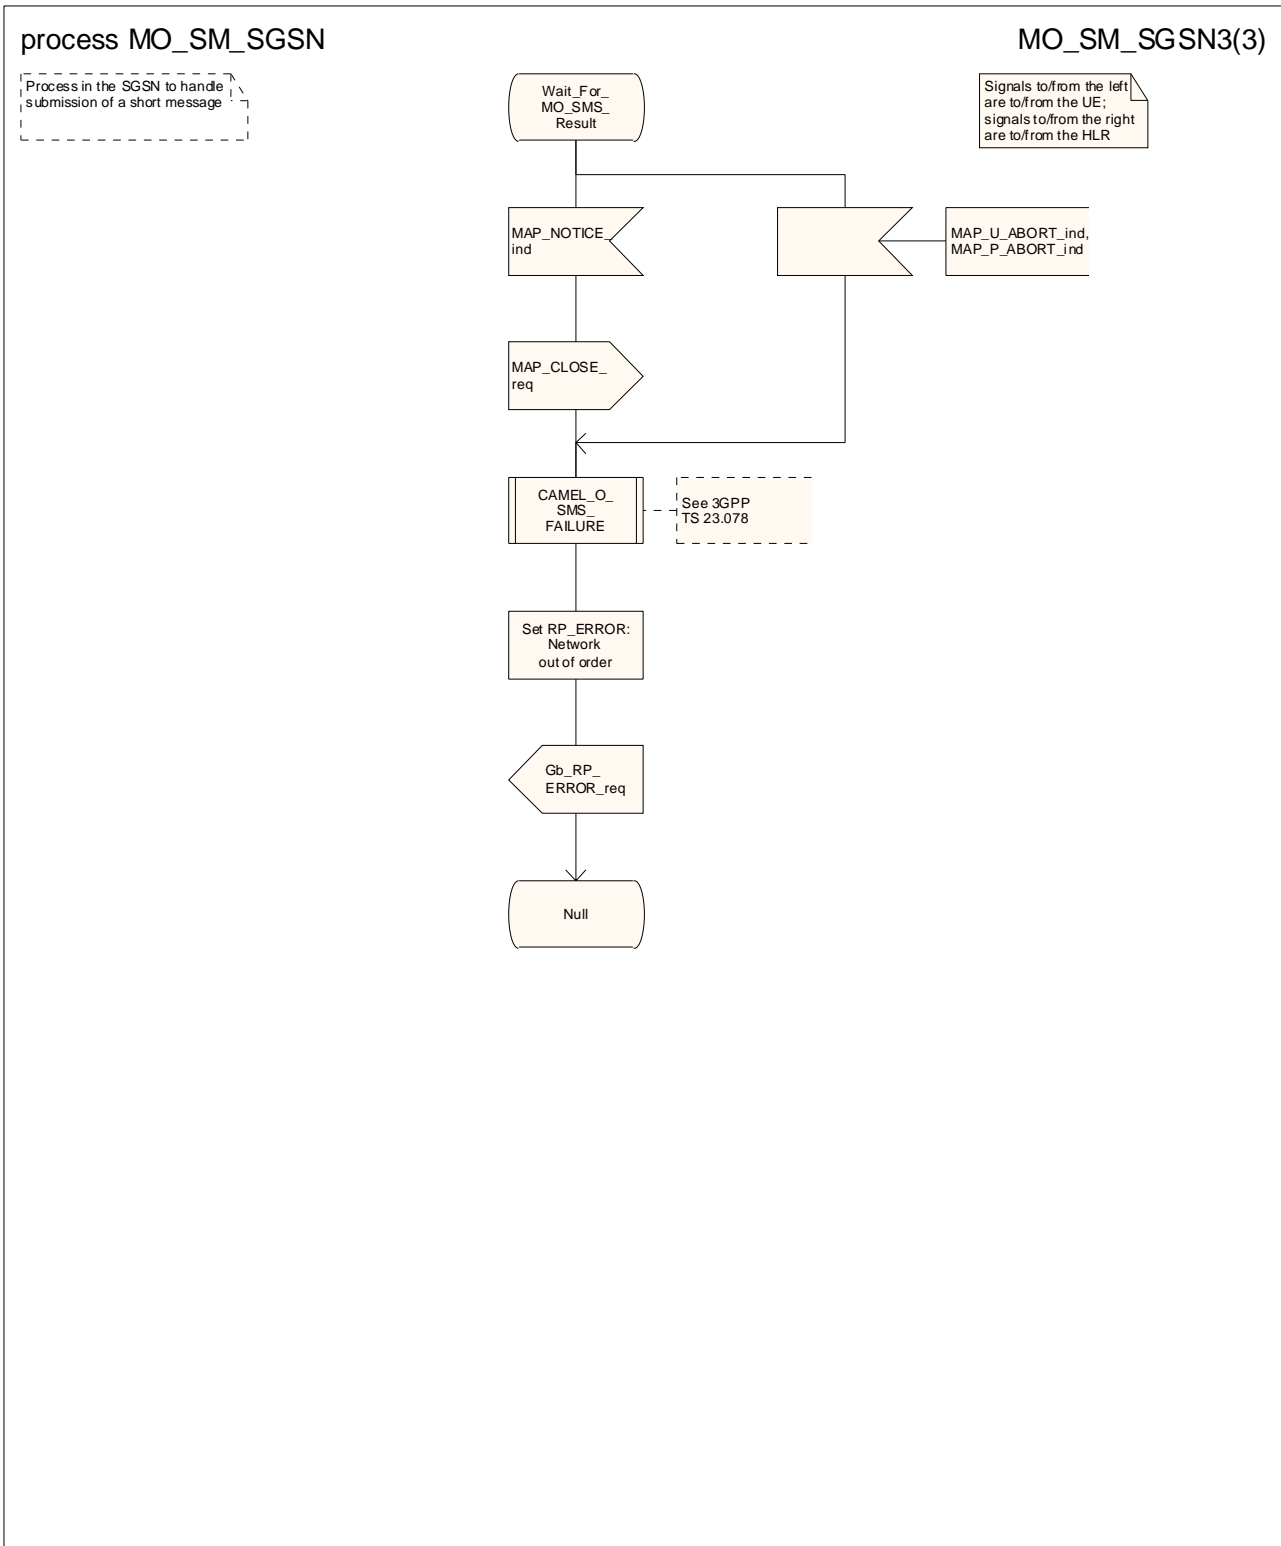 process MO_SM_SGSN
MO_SM_SGSN3(3)
Process in the SGSN to handle
submission of a short message
Wait_For_
MO_SMS_
Result
Signals to/from the left
are to/from the UE;
signals to/from the right
are to/from the HLR
MAP_NOTICE_
ind
MAP_U_ABORT_ind,
MAP_P_ABORT_ind
MAP_CLOSE_
req
CAMEL_O_
SMS_
FAILURE
See 3GPP
TS 23.078
Set RP_ERROR:
Network
out of order
Gb_RP_
ERROR_req
Null